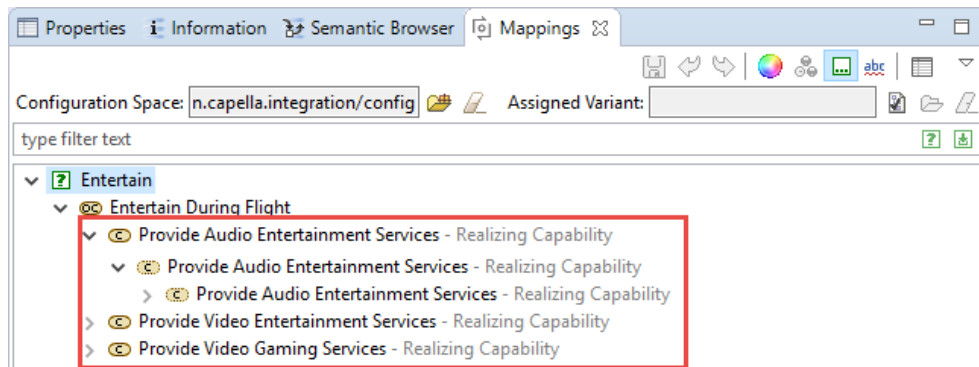 Properties i Information Semantic Browser Mappings
abc
Configuration Space: n.capella.integration/config Assigned Variant:
type filter text ?
? Entertain
OC Entertain During Flight
C Provide Audio Entertainment Services - Realizing Capability
C Provide Audio Entertainment Services - Realizing Capability
C Provide Audio Entertainment Services - Realizing Capability
C Provide Video Entertainment Services - Realizing Capability
C Provide Video Gaming Services - Realizing Capability